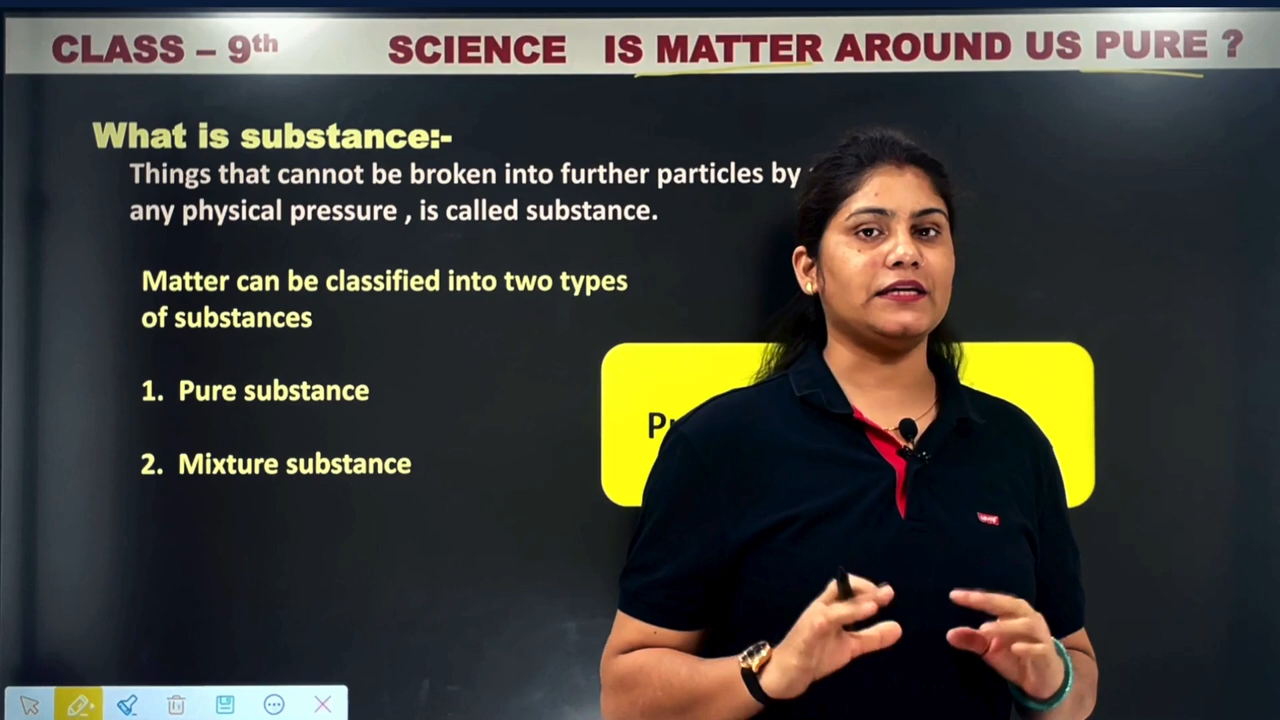 CLASS – 9th SCIENCE IS MATTER AROUND US PURE ?
What is substance:-
Things that cannot be broken into further particles by
any physical pressure , is called substance.
Matter can be classified into two types
of substances
1. Pure substance
2. Mixture substance